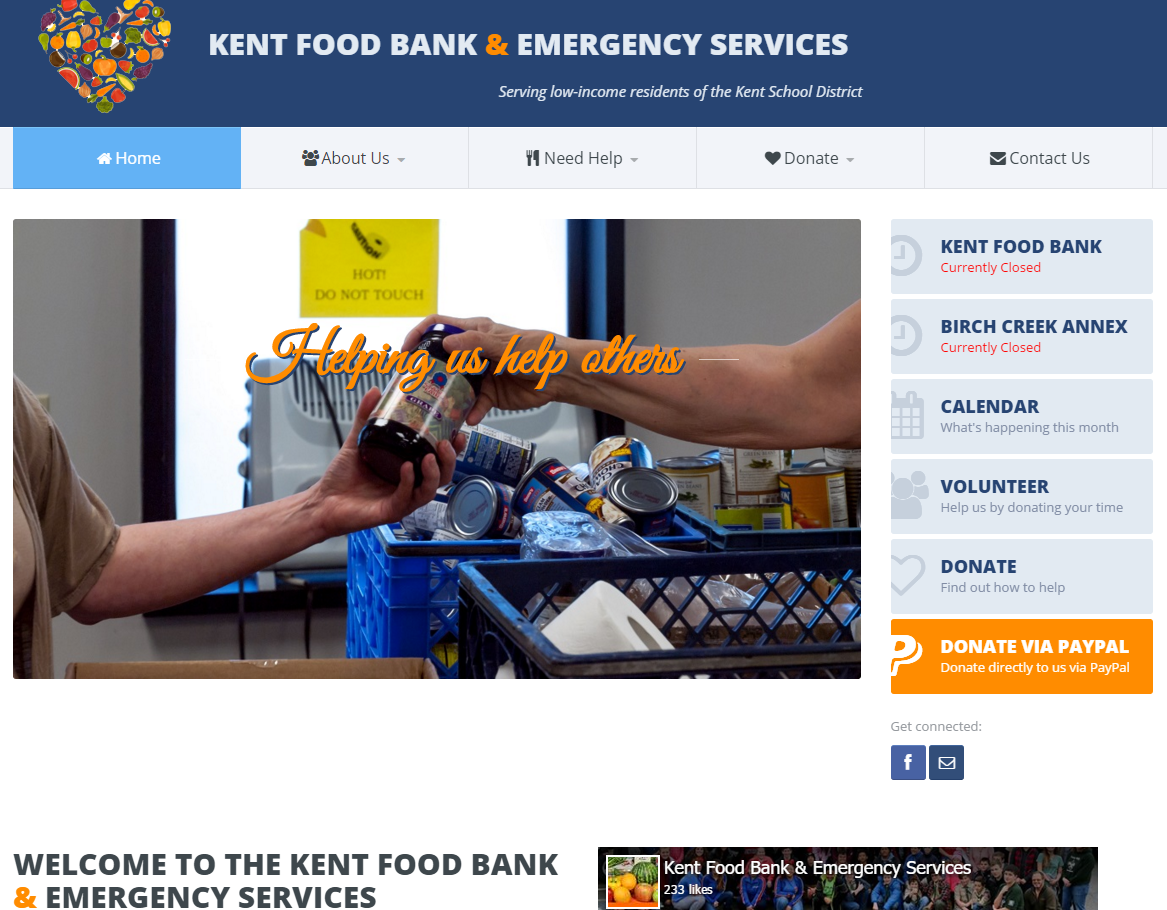 KENT FOOD BANK & EMERGENCY SERVICES
Serving low-income residents of the Kent School District
Home
About Us
Need Help
Donate
Contact Us
CAUTION
HOT!
DO NOT TOUCH
Helping us help others
GRAPE
KENT FOOD BANK
Currently Closed
BIRCH CREEK ANNEX
Currently Closed
CALENDAR
What's happening this month
VOLUNTEER
Help us by donating your time
DONATE
Find out how to help
DONATE VIA PAYPAL
Donate directly to us via PayPal
Get connected:
WELCOME TO THE KENT FOOD BANK
& EMERGENCY SERVICES
Kent Food Bank & Emergency Services
233 likes